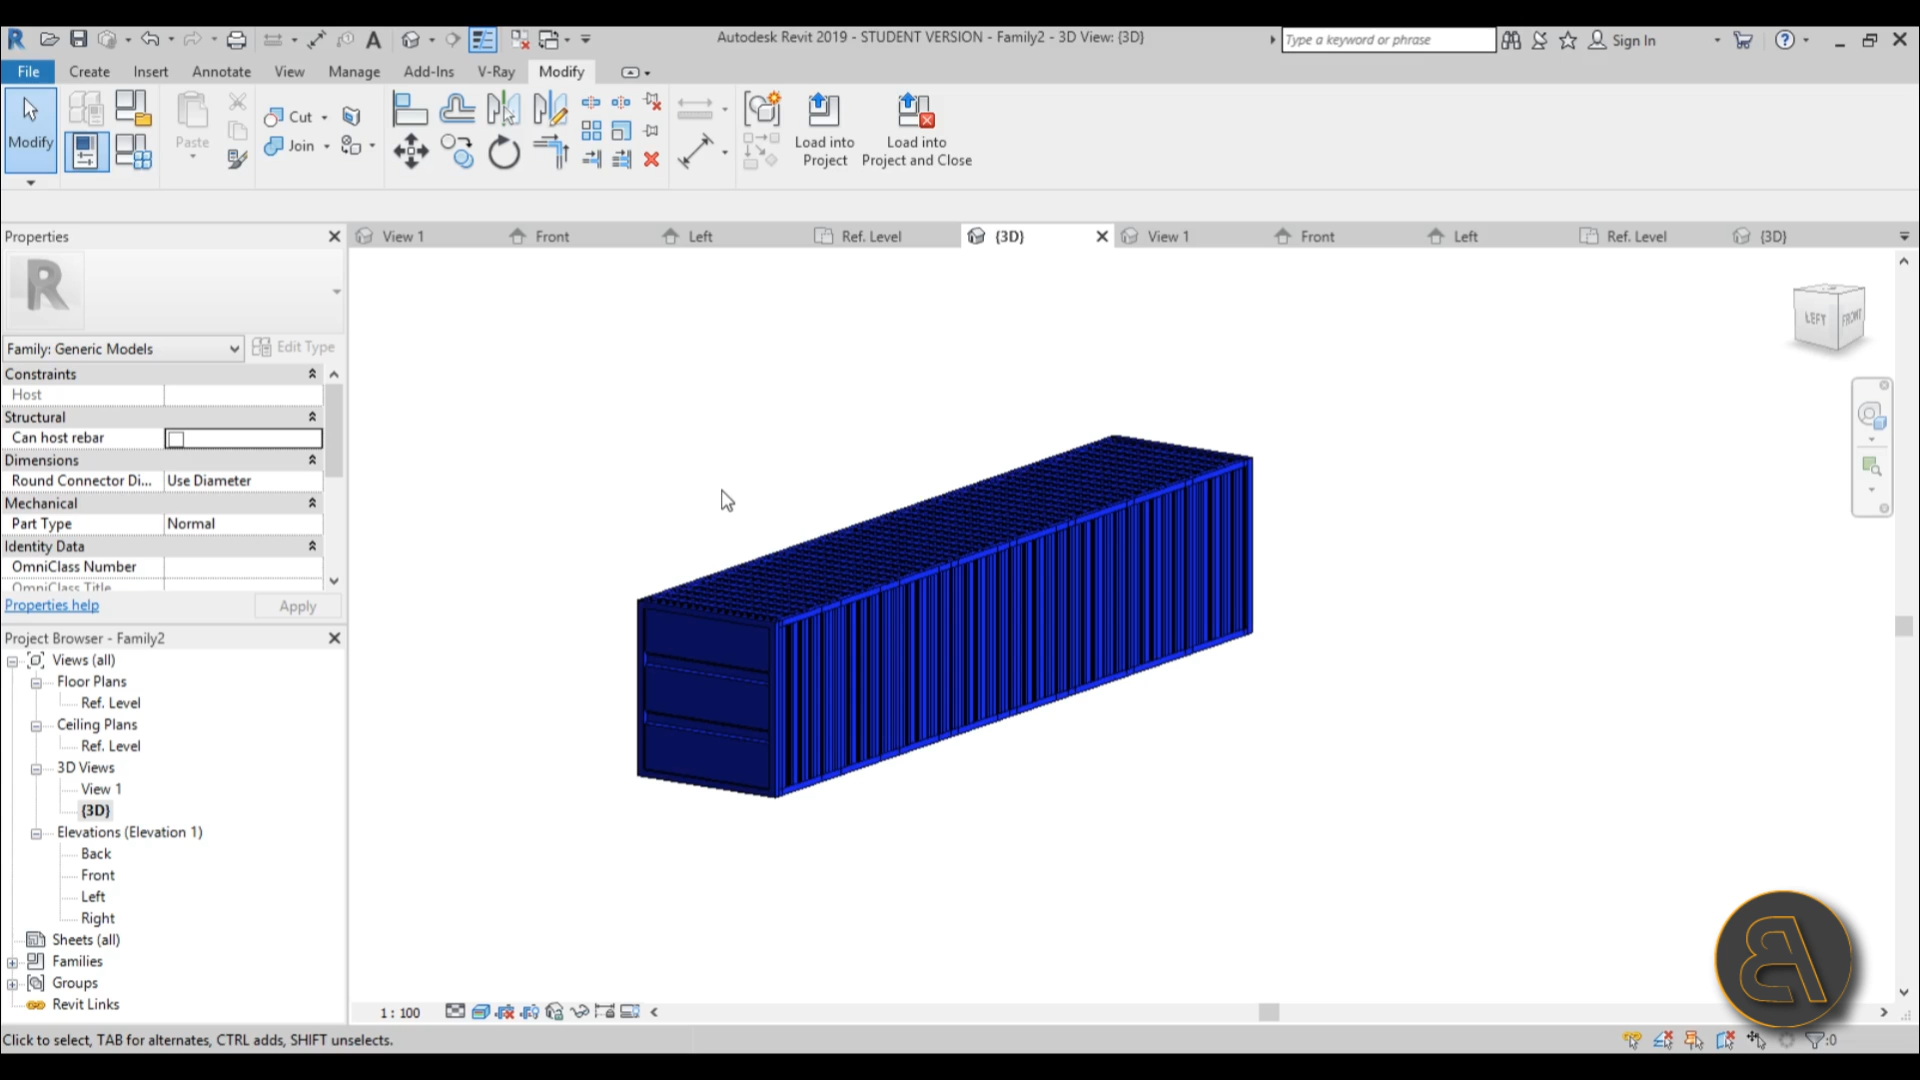 Autodesk Revit 2019 - STUDENT VERSION - Family2 - 3D View: {3D}
Type a keyword or phrase
Sign In
File Create Insert Annotate View Manage Add-Ins V-Ray Modify
Modify
Paste
Cut
Join
Load into Project
Load into Project and Close
Properties
View 1 Front Left Ref. Level {3D} View 1 Front Left Ref. Level {3D}
R
Family: Generic Models
Edit Type
Constraints
Host
Structural
Can host rebar
Dimensions
Round Connector Di... Use Diameter
Mechanical
Part Type Normal
Identity Data
OmniClass Number
OmniClass Title
Properties help
Apply
LEFT FRONT
Project Browser - Family2
Views (all)
Floor Plans
Ref. Level
Ceiling Plans
Ref. Level
3D Views
View 1
{3D}
Elevations (Elevation 1)
Back
Front
Left
Right
Sheets (all)
Families
Groups
Revit Links
1 : 100
Click to select, TAB for alternates, CTRL adds, SHIFT unselects.
:0